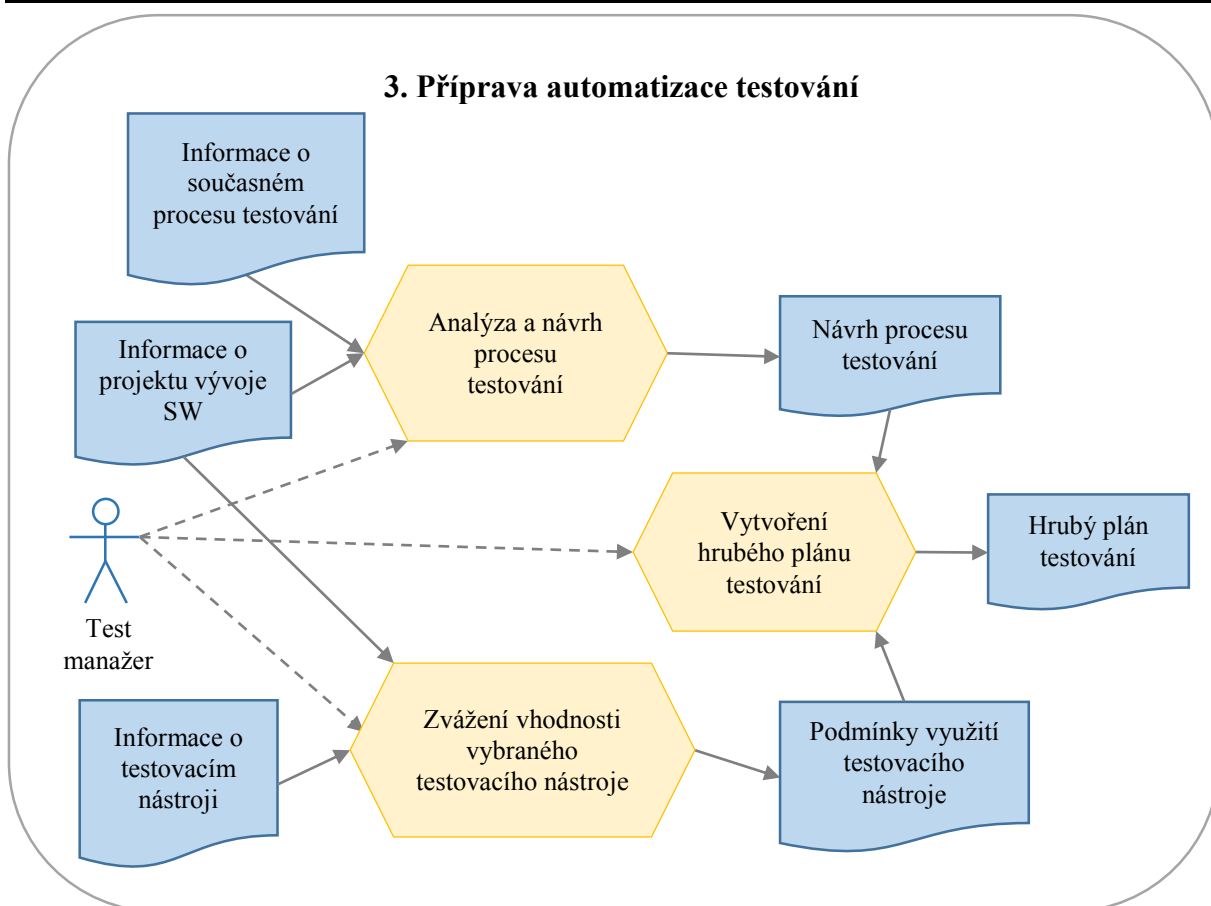 3. Příprava automatizace testování
Informace o
současném
procesu testování
Analýza a návrh
procesu
testování
Návrh procesu
testování
Informace o
projektu vývoje
SW
Vytvoření
hrubého plánu
testování
Hrubý plán
testování
Test
manažer
Zvážení vhodnosti
vybraného
testovacího nástroje
Podmínky využití
testovacího
nástroje
Informace o
testovacím
nástroji